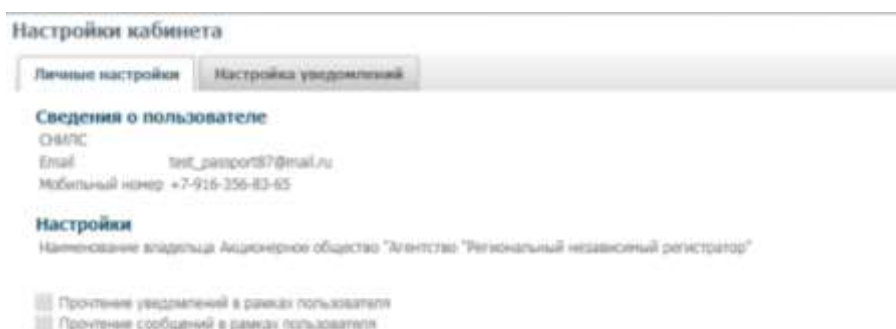 Настройки кабинета
Личные настройки Настройка уведомлений
Сведения о пользователе
СНИЛС
Email test_passport87@mail.ru
Мобильный номер +7-916-356-83-65
Настройки
Наименование владельца Акционерное общество "Агентство "Региональный независимый регистратор"
Прочтение уведомлений в рамках пользователя
Прочтение сообщений в рамках пользователя